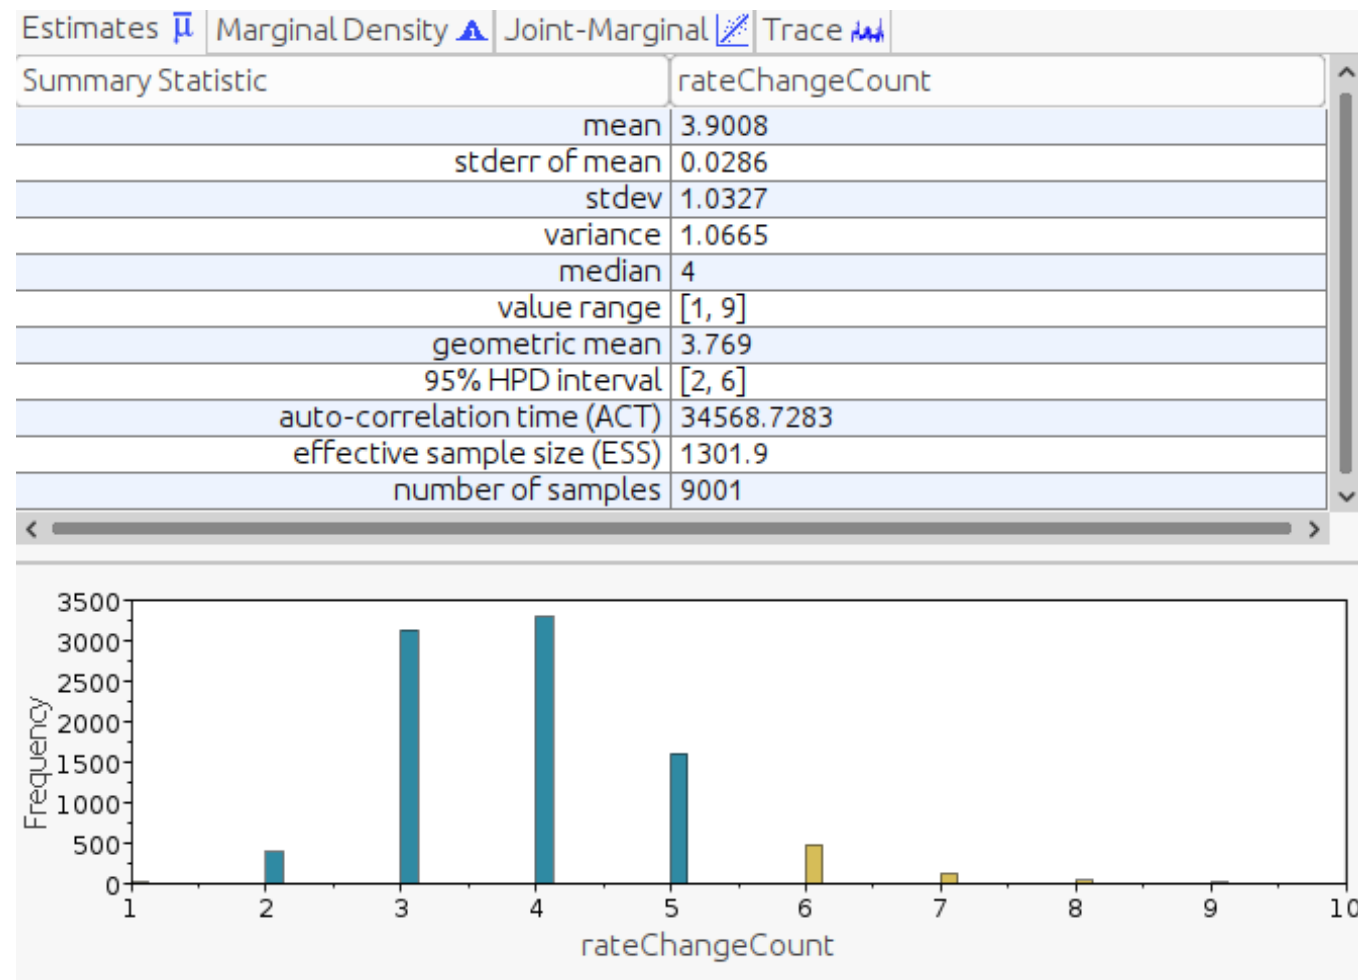 Estimates μ Marginal Density Joint-Marginal Trace
Summary Statistic rateChangeCount
mean 3.9008
stderr of mean 0.0286
stdev 1.0327
variance 1.0665
median 4
value range [1, 9]
geometric mean 3.769
95% HPD interval [2, 6]
auto-correlation time (ACT) 34568.7283
effective sample size (ESS) 1301.9
number of samples 9001
3500
3000
2500
2000
1500
1000
500
0
Frequency
1 2 3 4 5 6 7 8 9 10
rateChangeCount